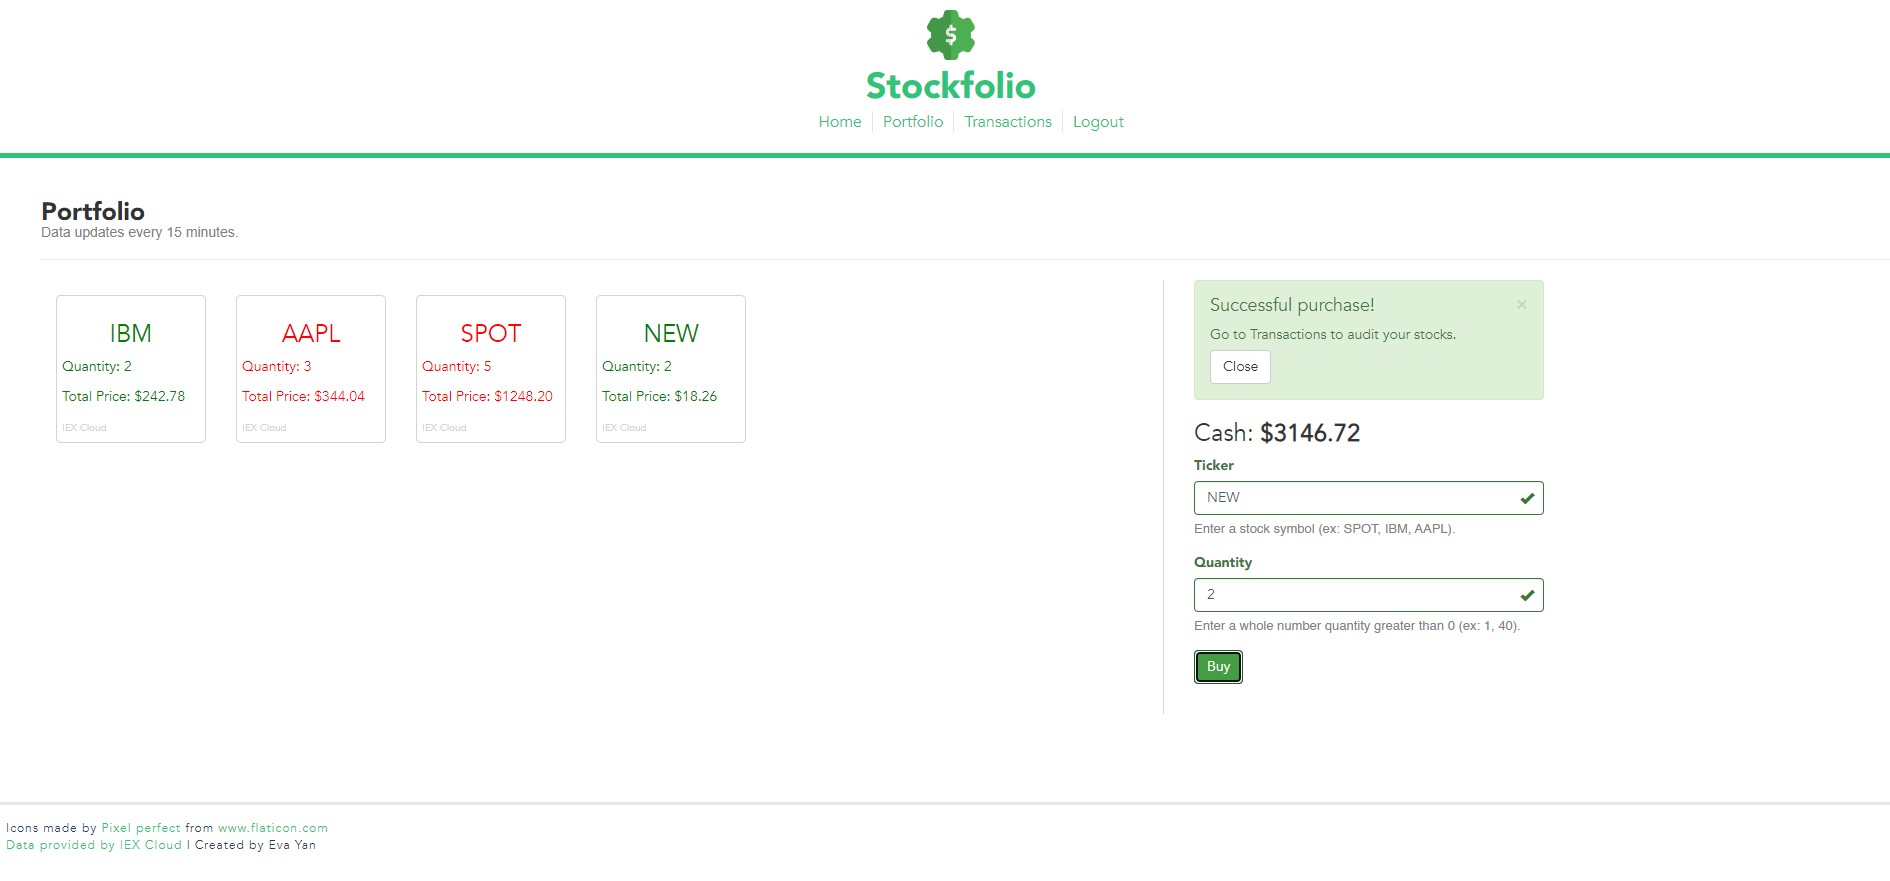 $
Stockfolio
Home Portfolio Transactions Logout
Portfolio
Data updates every 15 minutes.
IBM
Quantity: 2
Total Price: $242.78
IEX Cloud
AAPL
Quantity: 3
Total Price: $344.04
IEX Cloud
SPOT
Quantity: 5
Total Price: $1248.20
IEX Cloud
NEW
Quantity: 2
Total Price: $18.26
IEX Cloud
Successful purchase! ×
Go to Transactions to audit your stocks.
Close
Cash: $3146.72
Ticker
NEW
Enter a stock symbol (ex: SPOT, IBM, AAPL).
Quantity
2
Enter a whole number quantity greater than 0 (ex: 1, 40).
Buy
Icons made by Pixel perfect from www.flaticon.com
Data provided by IEX Cloud | Created by Eva Yan